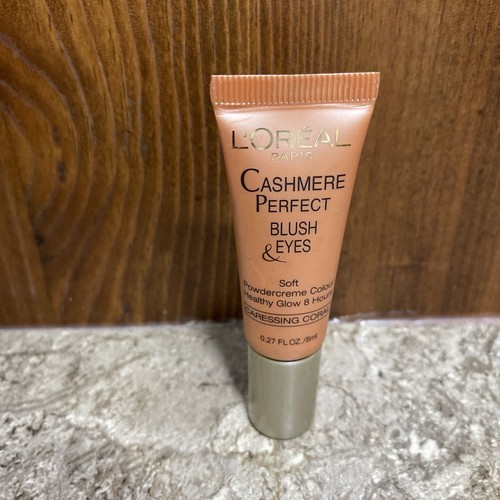 L'ORÉAL
PARIS
CASHMERE
PERFECT
BLUSH
& EYES
Soft
Powdercreme Colour
Healthy Glow 8 Hours
CARESSING CORAL
0.27 FL OZ./8ml